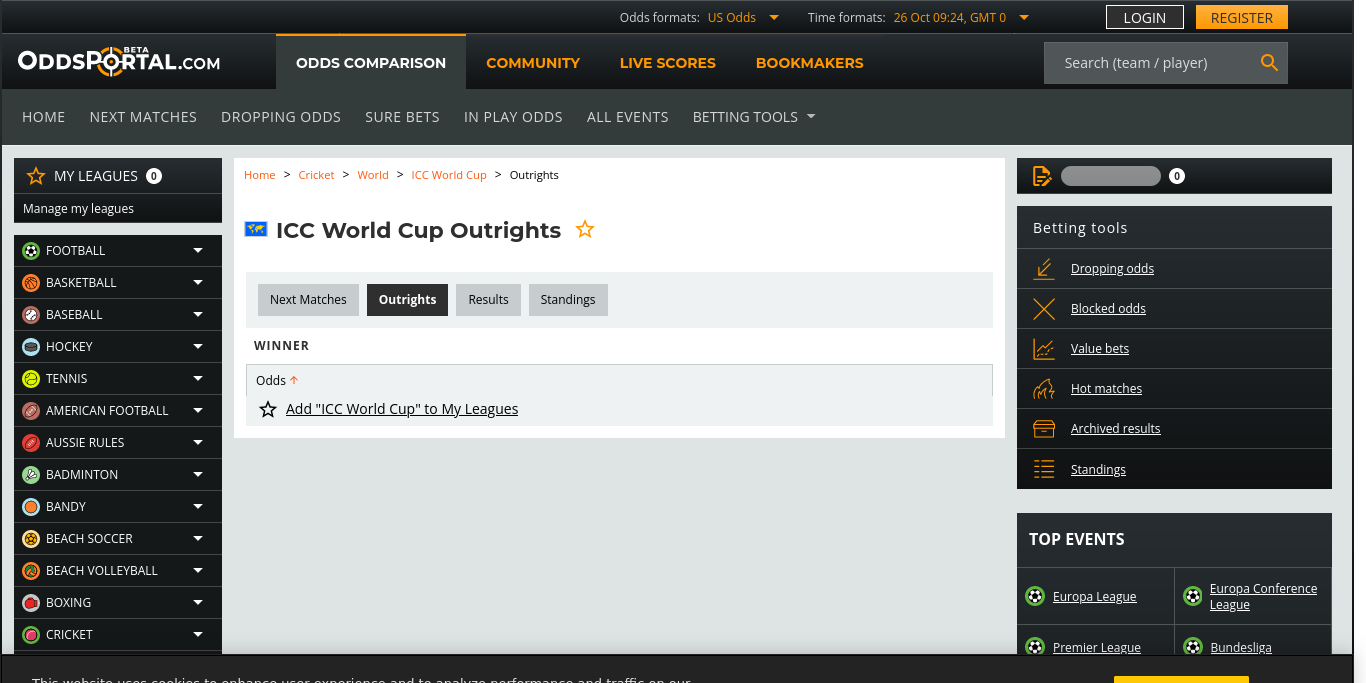 Odds formats: US Odds
Time formats: 26 Oct 09:24, GMT 0
LOGIN
REGISTER
ODDSPORTAL.COM
BETA
ODDS COMPARISON
COMMUNITY
LIVE SCORES
BOOKMAKERS
Search (team / player)
HOME
NEXT MATCHES
DROPPING ODDS
SURE BETS
IN PLAY ODDS
ALL EVENTS
BETTING TOOLS
MY LEAGUES 0
Manage my leagues
FOOTBALL
BASKETBALL
BASEBALL
HOCKEY
TENNIS
AMERICAN FOOTBALL
AUSSIE RULES
BADMINTON
BANDY
BEACH SOCCER
BEACH VOLLEYBALL
BOXING
CRICKET
Home > Cricket > World > ICC World Cup > Outrights
ICC World Cup Outrights
Next Matches
Outrights
Results
Standings
WINNER
Odds
Add "ICC World Cup" to My Leagues
0
Betting tools
Dropping odds
Blocked odds
Value bets
Hot matches
Archived results
Standings
TOP EVENTS
Europa League
Europa Conference
League
Premier League
Bundesliga
This website uses cookies to enhance user experience and to analyze performance and traffic on our